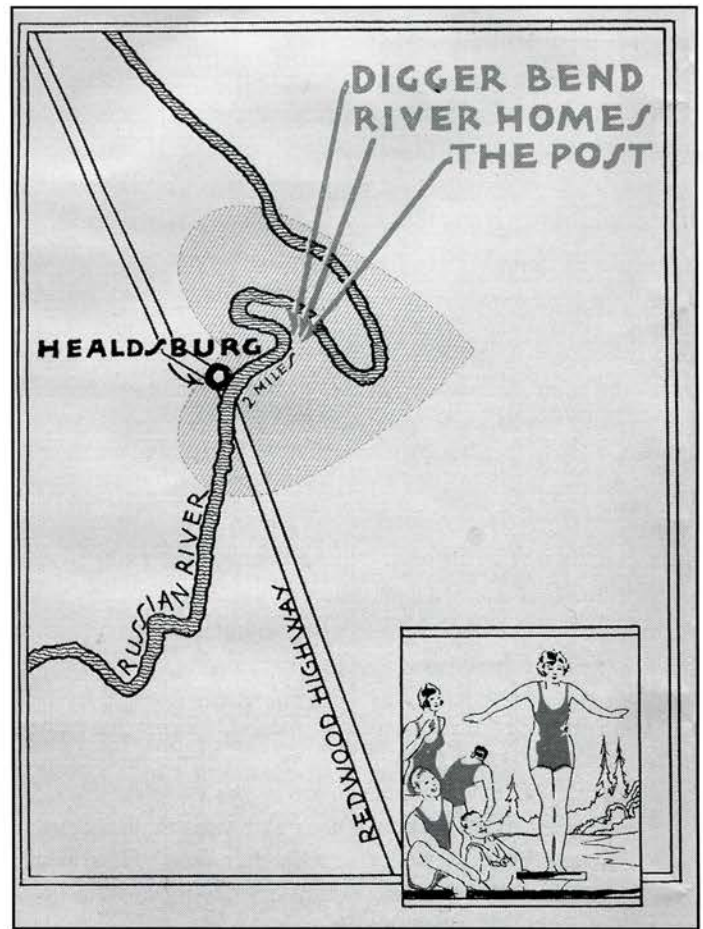 DIGGER BEND
RIVER HOMES
THE POST
HEALDSBURG
2 MILES
RUSSIAN RIVER
REDWOOD HIGHWAY